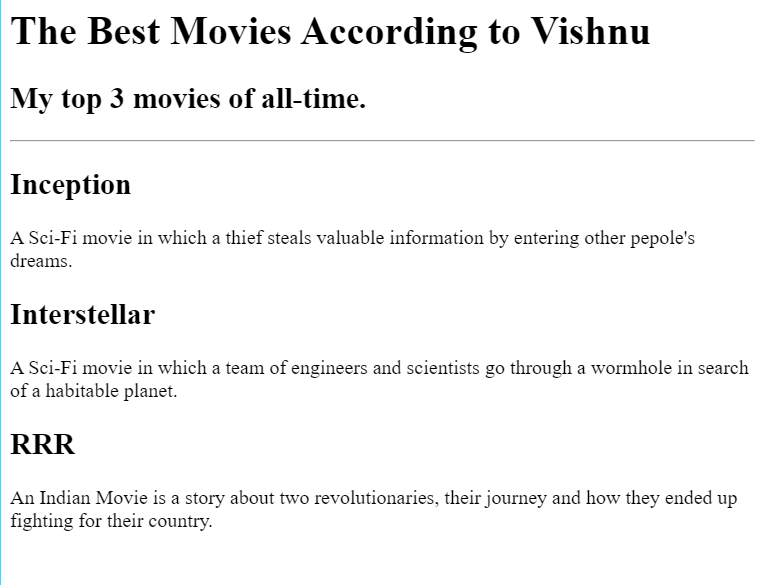 The Best Movies According to Vishnu
My top 3 movies of all-time.
Inception
A Sci-Fi movie in which a thief steals valuable information by entering other pepole's
dreams.
Interstellar
A Sci-Fi movie in which a team of engineers and scientists go through a wormhole in search
of a habitable planet.
RRR
An Indian Movie is a story about two revolutionaries, their journey and how they ended up
fighting for their country.